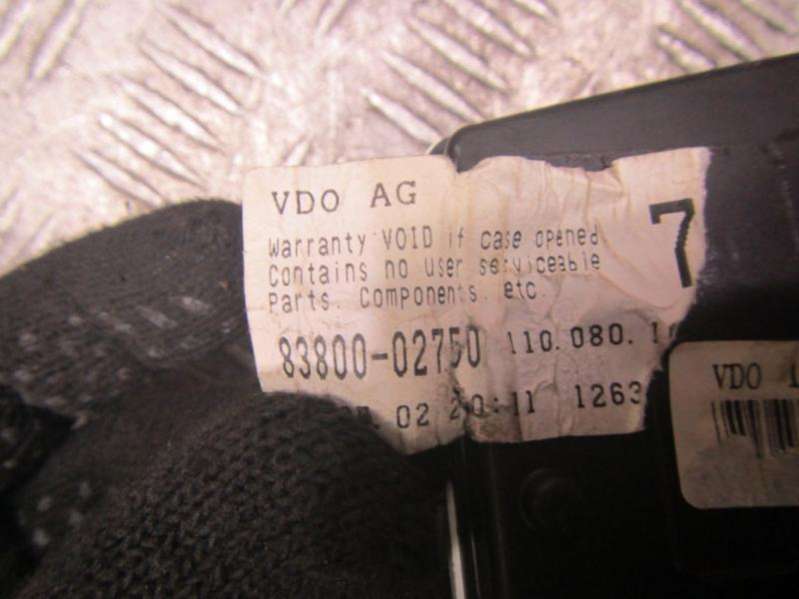 VDO AG
7
Warranty VOID if case opened
Contains no user serviceable
Parts. Components. etc.
83800-02750 110.080.
02 20:11 1263
VDO